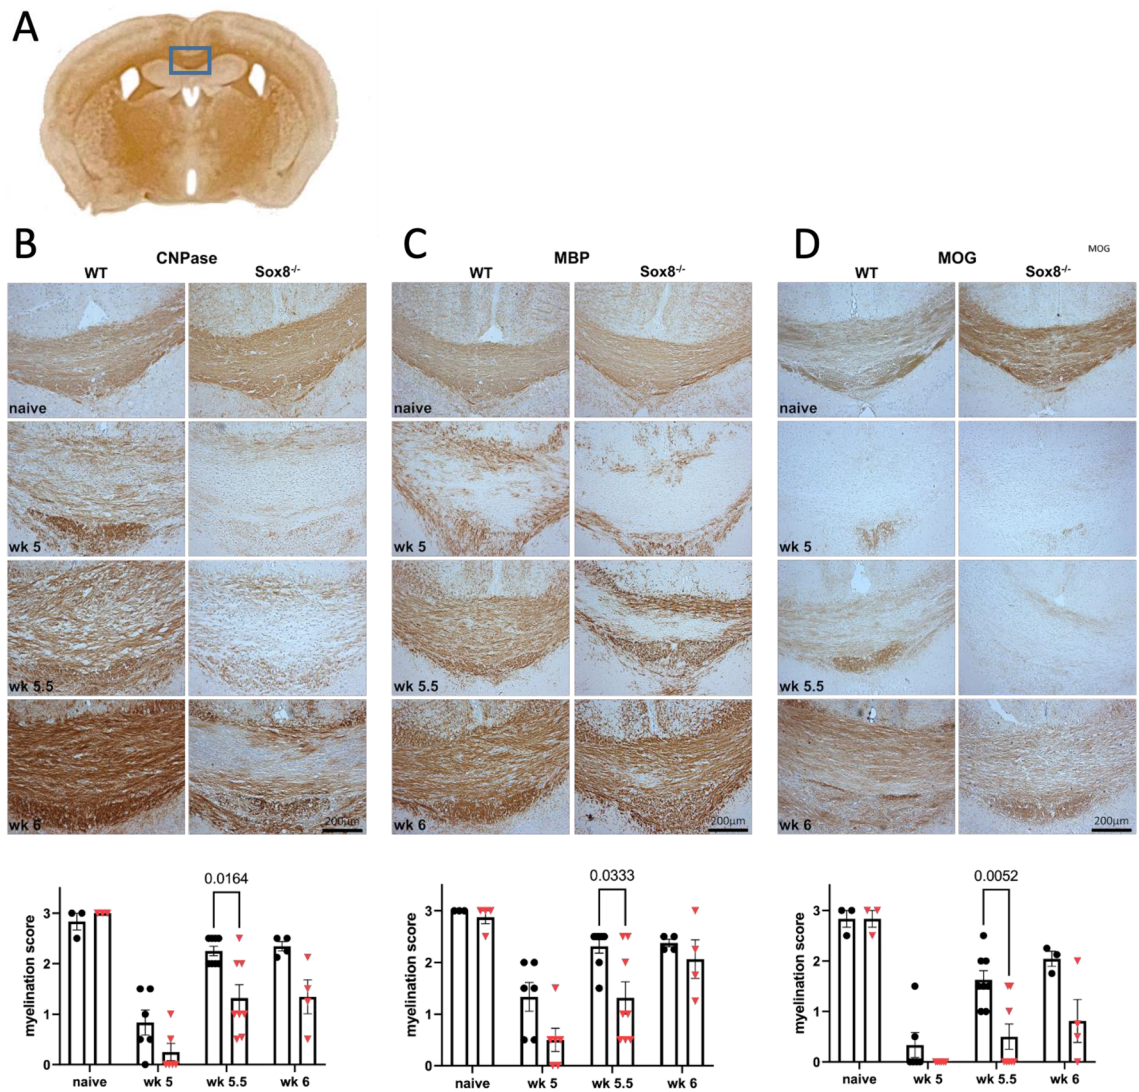 A
B
CNPase
WT Sox8-/-
naive
wk 5
wk 5.5
wk 6
200µm
0.0164
myelination score
3
2
1
0
naive wk 5 wk 5.5 wk 6
C
MBP
WT Sox8-/-
naive
wk 5
wk 5.5
wk 6
200µm
0.0333
myelination score
4
3
2
1
0
naive wk 5 wk 5.5 wk 6
D
MOG
MOG
WT Sox8-/-
naive
wk 5
wk 5.5
wk 6
200µm
0.0052
myelination score
3
2
1
0
naive wk 5 wk 5.5 wk 6